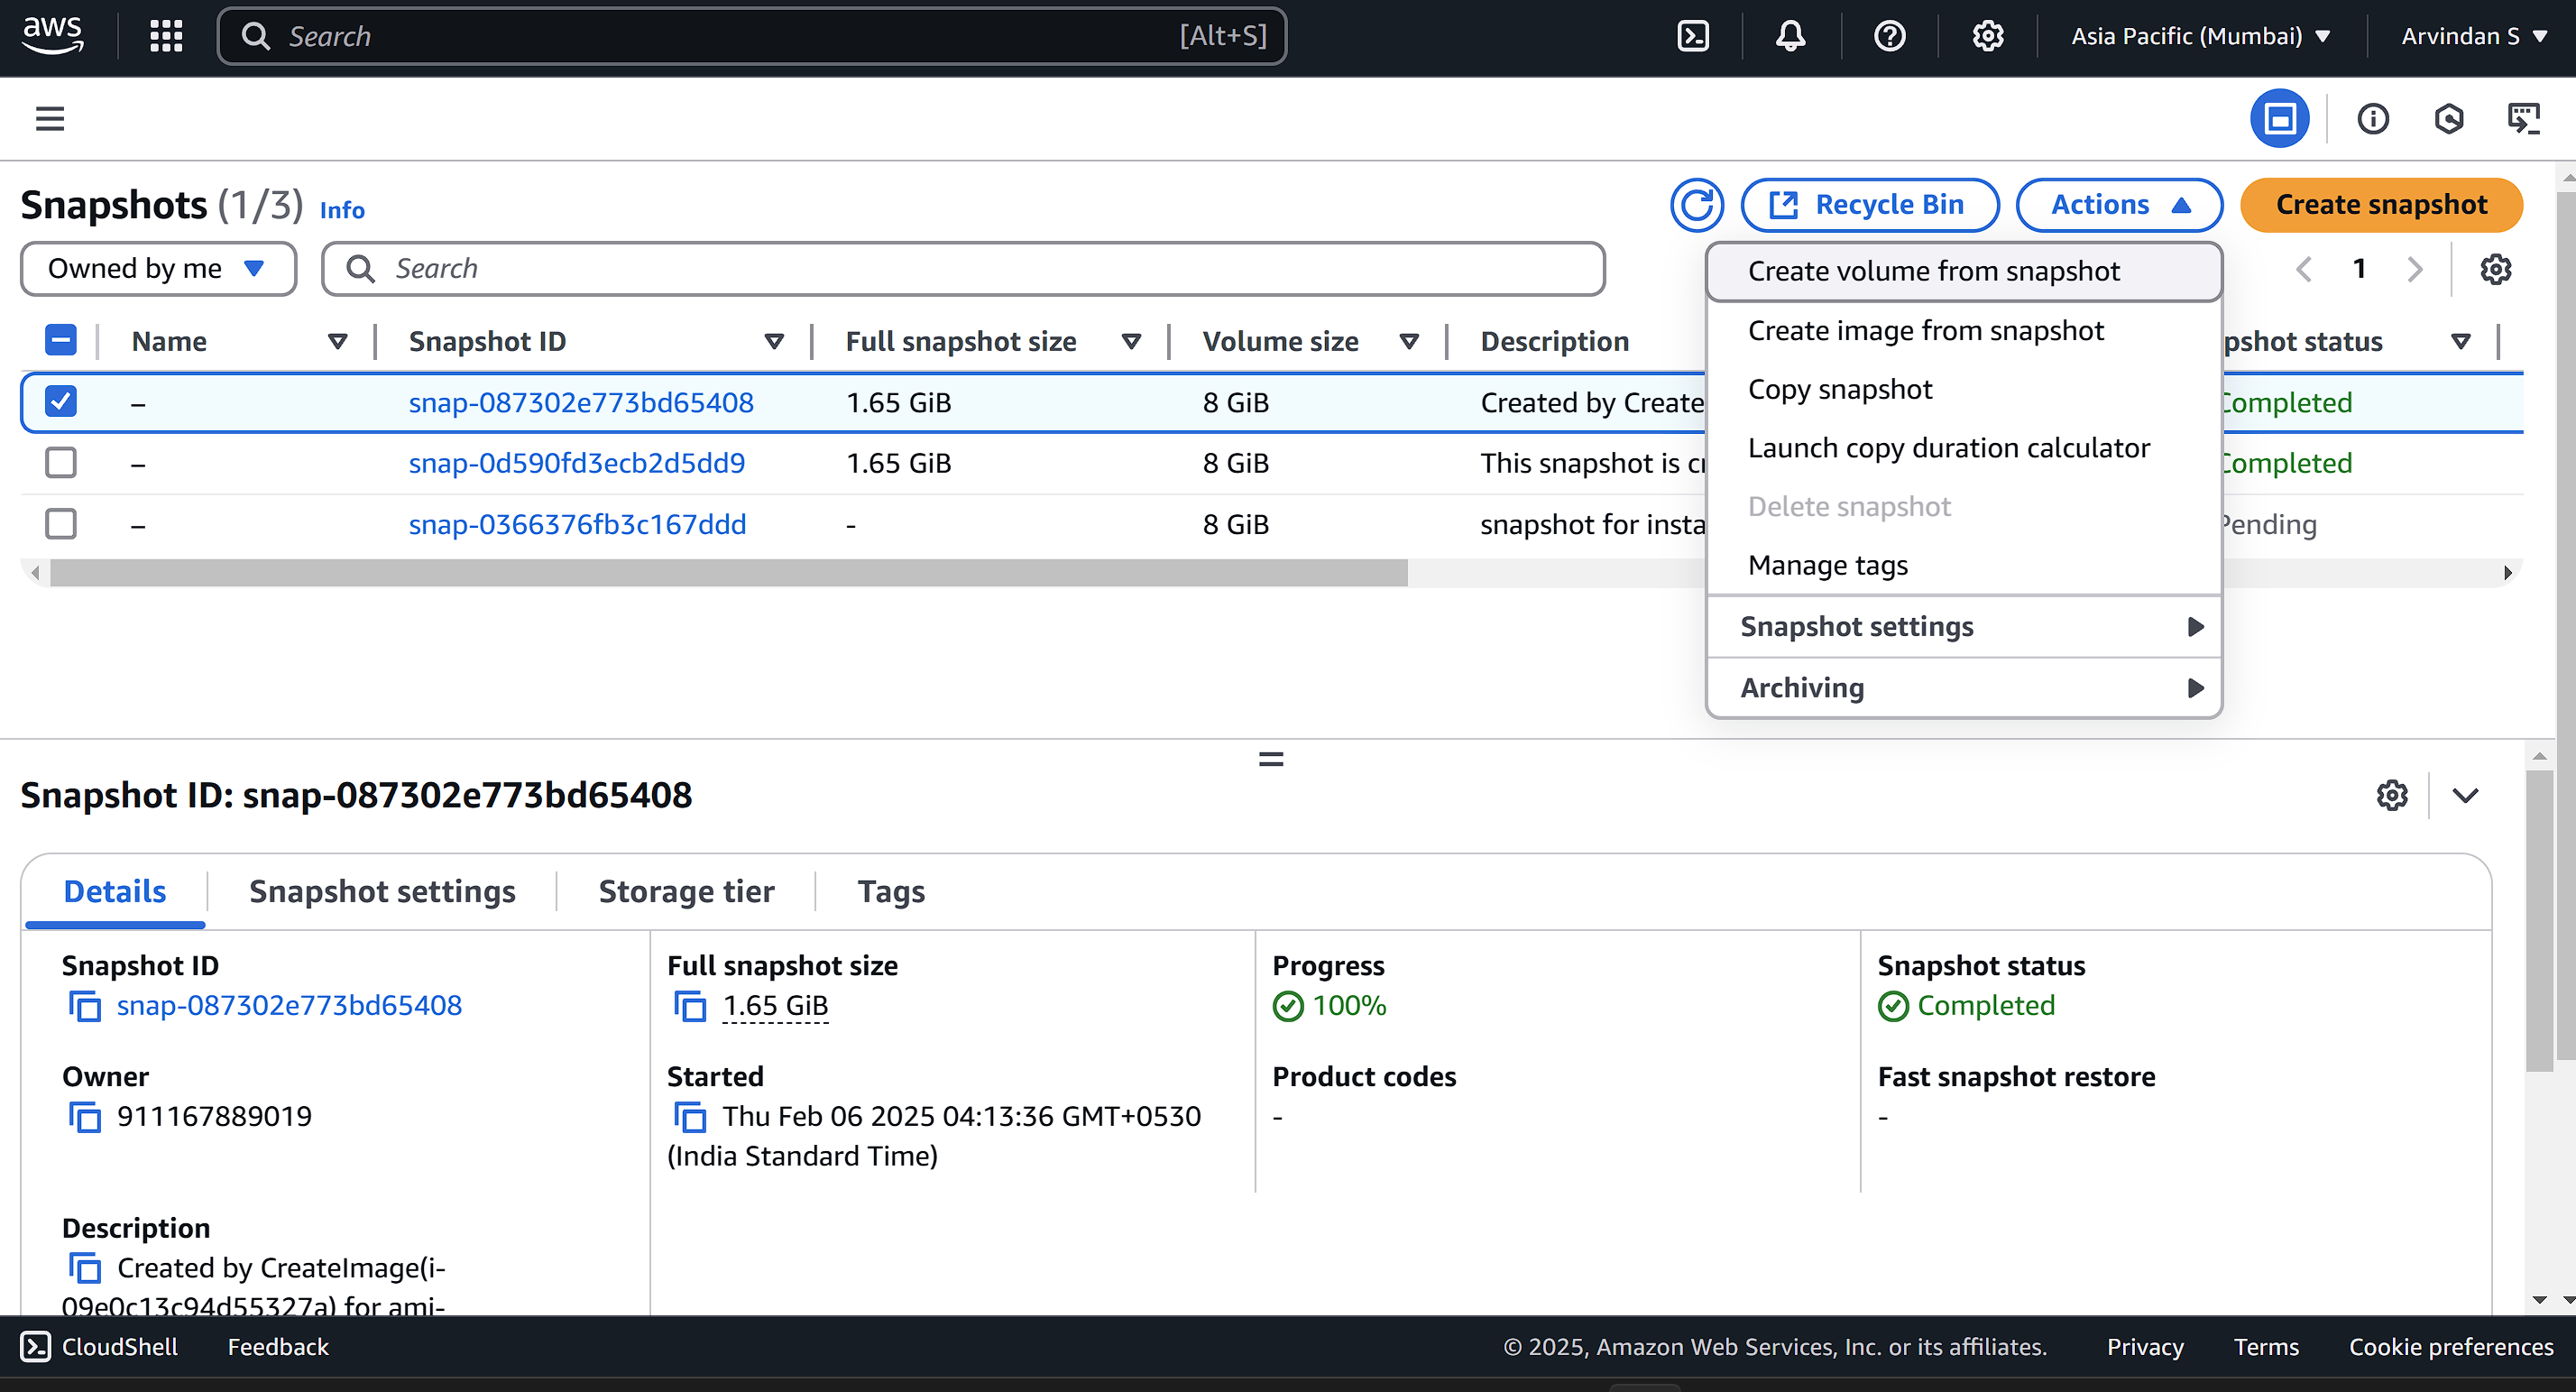 aws
Search [Alt+S]
Asia Pacific (Mumbai)
Arvindan S
Snapshots (1/3) Info
Recycle Bin
Actions
Create snapshot
Owned by me
Search
1
Name Snapshot ID Full snapshot size Volume size Description pshot status
– snap-087302e773bd65408 1.65 GiB 8 GiB Created by Create Completed
– snap-0d590fd3ecb2d5dd9 1.65 GiB 8 GiB This snapshot is cr Completed
– snap-0366376fb3c167ddd - 8 GiB snapshot for insta Pending
Create volume from snapshot
Create image from snapshot
Copy snapshot
Launch copy duration calculator
Delete snapshot
Manage tags
Snapshot settings
Archiving
Snapshot ID: snap-087302e773bd65408
Details Snapshot settings Storage tier Tags
Snapshot ID
snap-087302e773bd65408
Full snapshot size
1.65 GiB
Progress
100%
Snapshot status
Completed
Owner
911167889019
Started
Thu Feb 06 2025 04:13:36 GMT+0530
(India Standard Time)
Product codes
-
Fast snapshot restore
-
Description
Created by CreateImage(i-
09e0c13c94d55327a) for ami-
CloudShell Feedback © 2025, Amazon Web Services, Inc. or its affiliates. Privacy Terms Cookie preferences